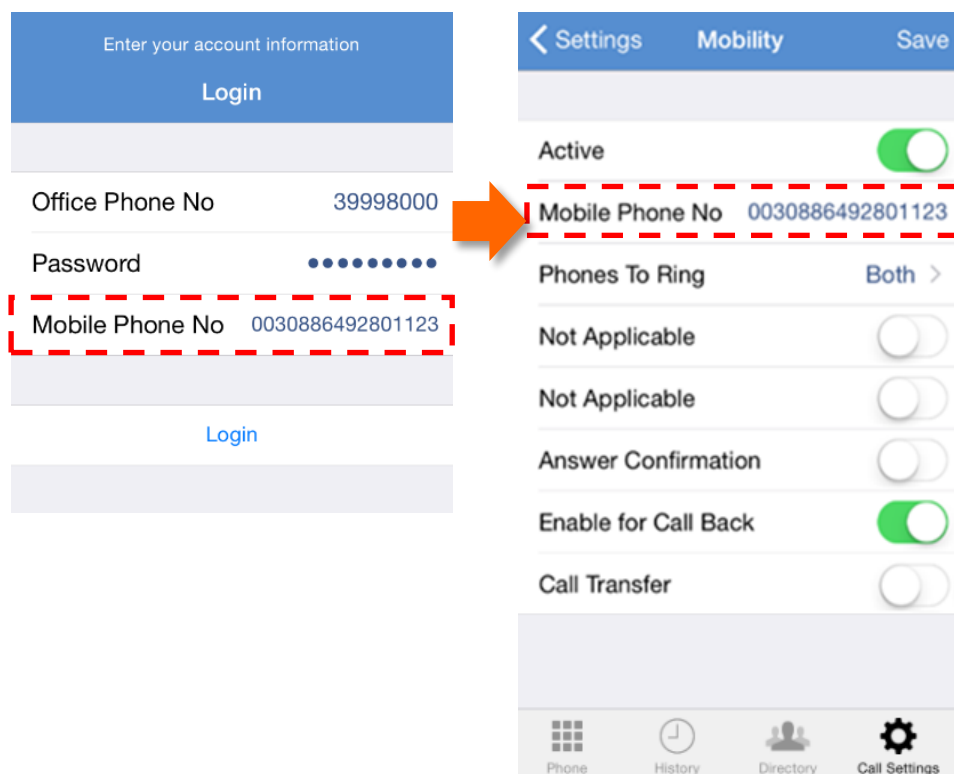 Enter your account information
Login
Office Phone No 39998000
Password •••••••••
Mobile Phone No 0030886492801123
Login
Settings Mobility Save
Active
Mobile Phone No 0030886492801123
Phones To Ring Both
Not Applicable
Not Applicable
Answer Confirmation
Enable for Call Back
Call Transfer
Phone History Directory Call Settings